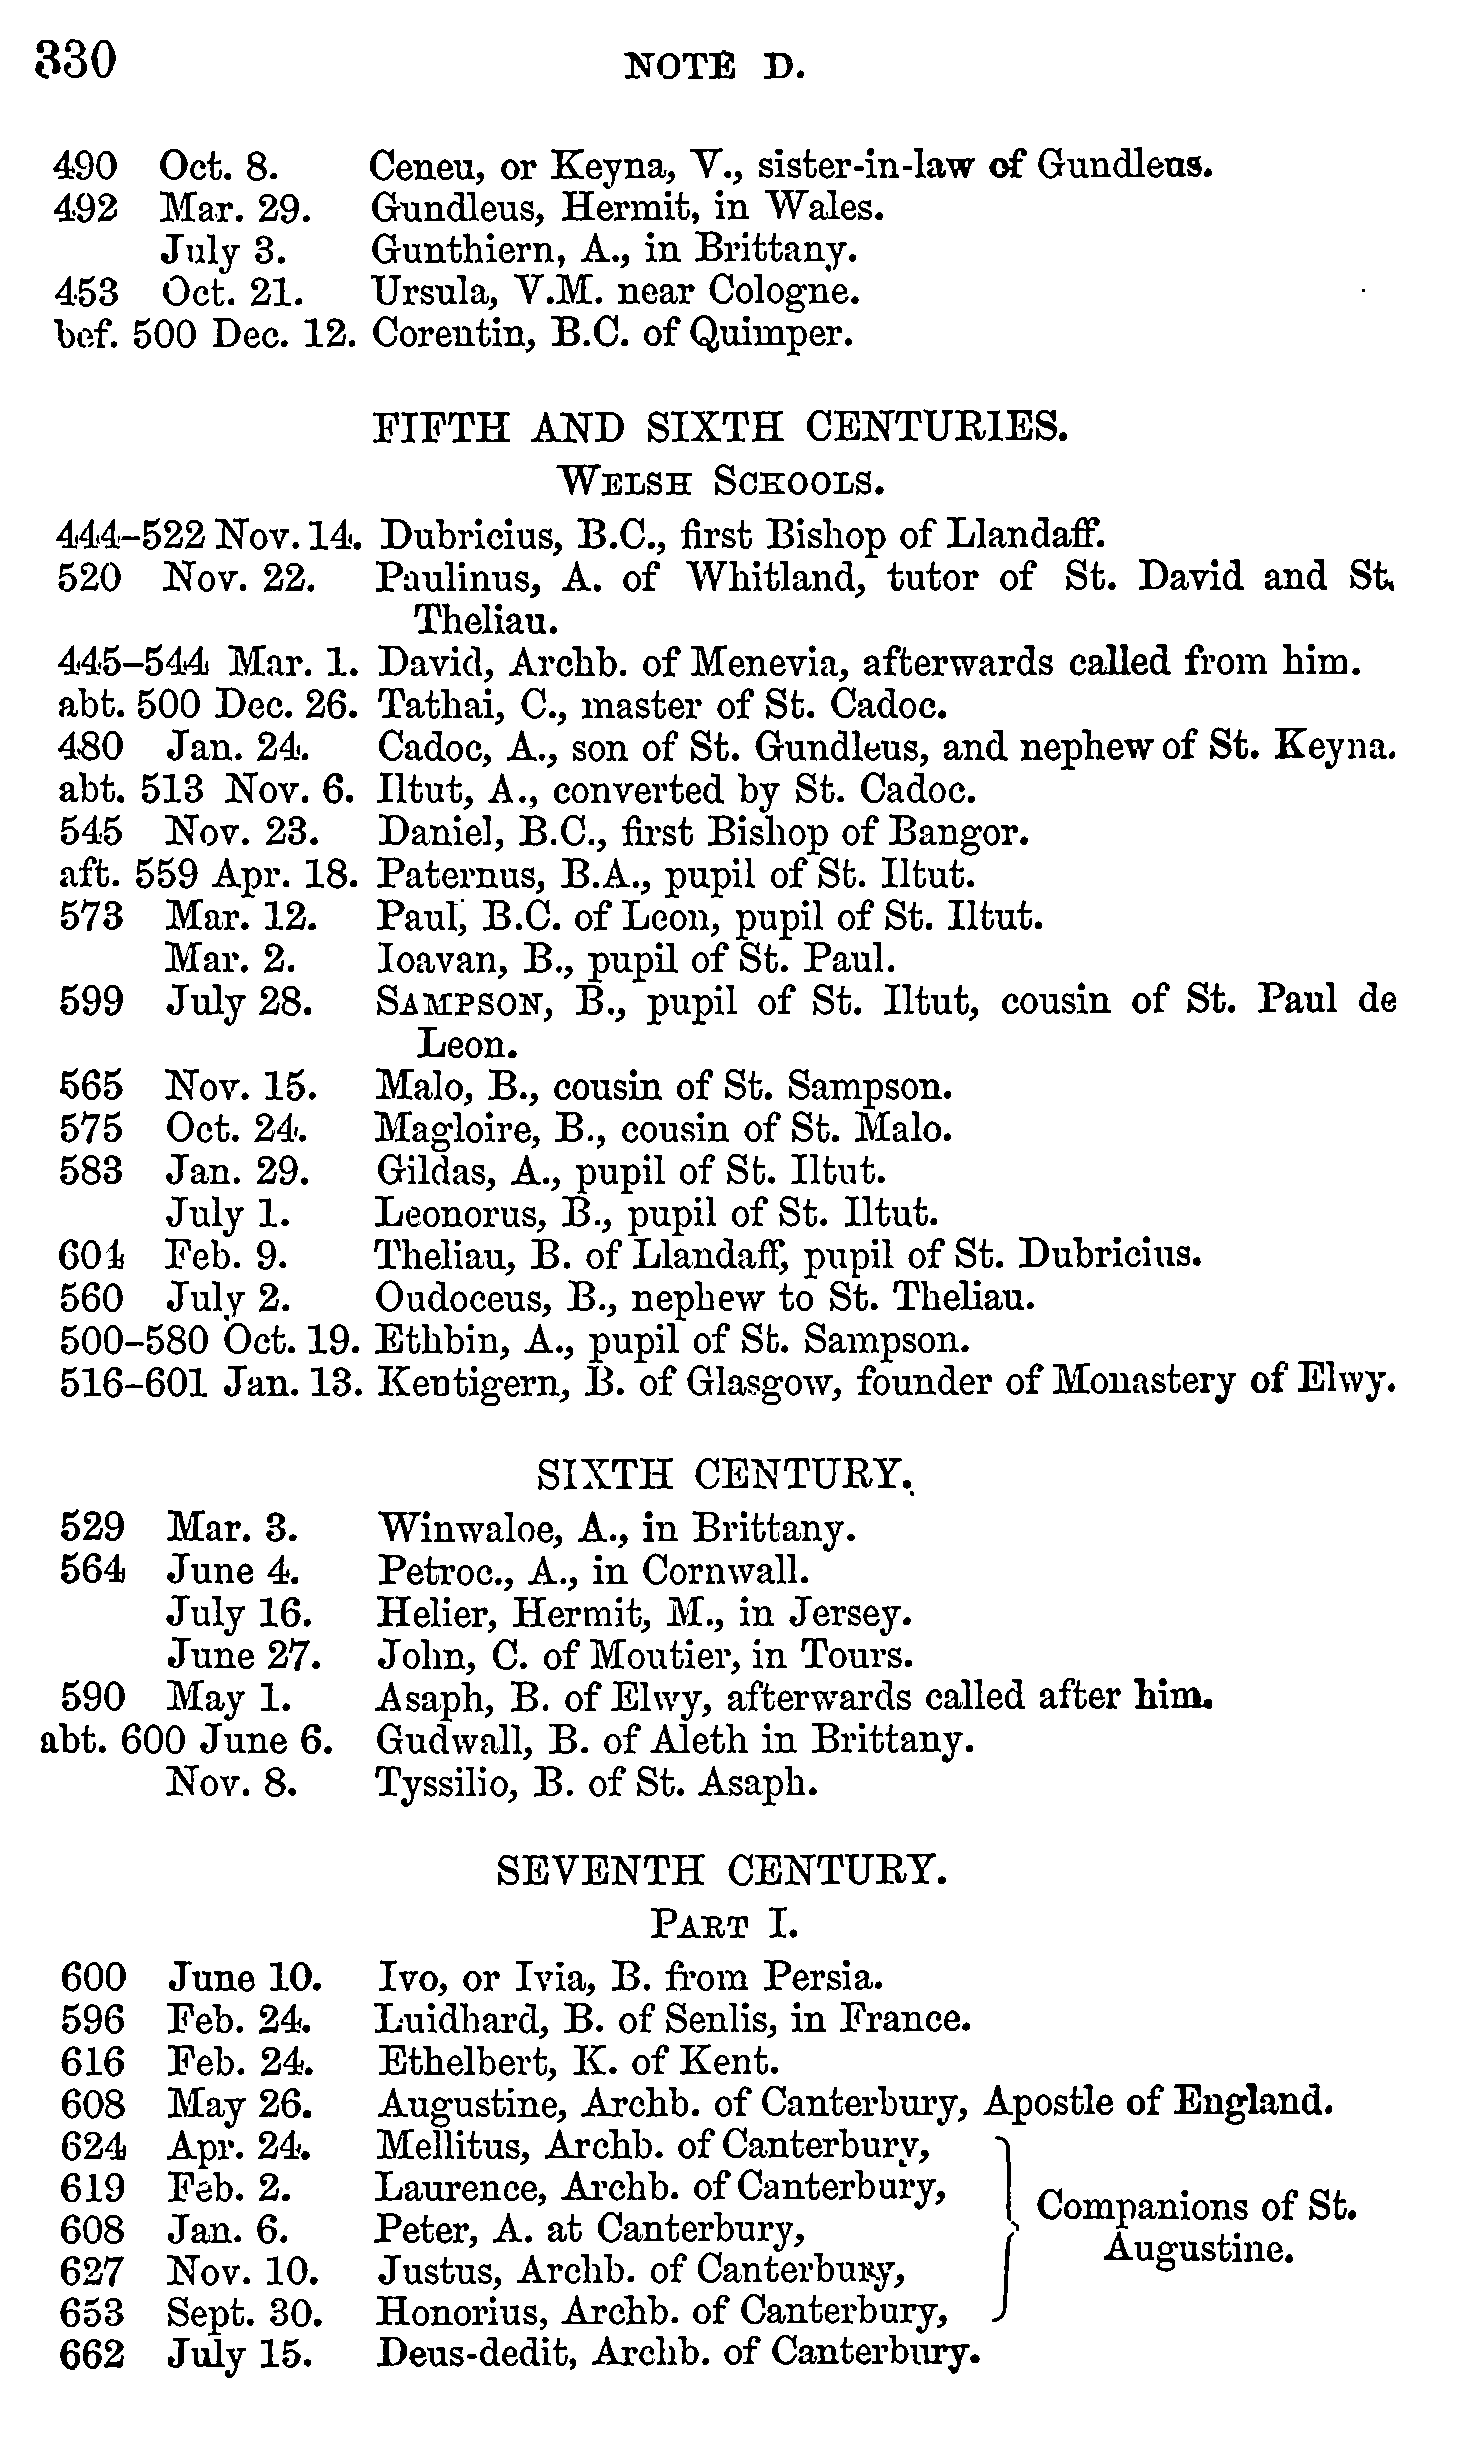 330
NOTE D.
490 Oct. 8. Ceneu, or Keyna, V., sister-in-law of Gundleus.
492 Mar. 29. Gundleus, Hermit, in Wales.
July 3. Gunthiern, A., in Brittany.
453 Oct. 21. Ursula, V.M. near Cologne.
bef. 500 Dec. 12. Corentin, B.C. of Quimper.
FIFTH AND SIXTH CENTURIES.
WELSH SCHOOLS.
444–522 Nov. 14. Dubricius, B.C., first Bishop of Llandaff.
520 Nov. 22. Paulinus, A. of Whitland, tutor of St. David and St.
Theliau.
445–544 Mar. 1. David, Archb. of Menevia, afterwards called from him.
abt. 500 Dec. 26. Tathai, C., master of St. Cadoc.
480 Jan. 24. Cadoc, A., son of St. Gundleus, and nephew of St. Keyna.
abt. 513 Nov. 6. Iltut, A., converted by St. Cadoc.
545 Nov. 23. Daniel, B.C., first Bishop of Bangor.
aft. 559 Apr. 18. Paternus, B.A., pupil of St. Iltut.
573 Mar. 12. Paul, B.C. of Leon, pupil of St. Iltut.
Mar. 2. Ioavan, B., pupil of St. Paul.
599 July 28. SAMPSON, B., pupil of St. Iltut, cousin of St. Paul de
Leon.
565 Nov. 15. Malo, B., cousin of St. Sampson.
575 Oct. 24. Magloire, B., cousin of St. Malo.
583 Jan. 29. Gildas, A., pupil of St. Iltut.
July 1. Leonorus, B., pupil of St. Iltut.
604 Feb. 9. Theliau, B. of Llandaff, pupil of St. Dubricius.
560 July 2. Oudoceus, B., nephew to St. Theliau.
500–580 Oct. 19. Ethbin, A., pupil of St. Sampson.
516–601 Jan. 13. Kentigern, B. of Glasgow, founder of Monastery of Elwy.
SIXTH CENTURY.
529 Mar. 3. Winwaloe, A., in Brittany.
564 June 4. Petroc., A., in Cornwall.
July 16. Helier, Hermit, M., in Jersey.
June 27. John, C. of Moutier, in Tours.
590 May 1. Asaph, B. of Elwy, afterwards called after him.
abt. 600 June 6. Gudwall, B. of Aleth in Brittany.
Nov. 8. Tyssilio, B. of St. Asaph.
SEVENTH CENTURY.
PART I.
600 June 10. Ivo, or Ivia, B. from Persia.
596 Feb. 24. Luidhard, B. of Senlis, in France.
616 Feb. 24. Ethelbert, K. of Kent.
608 May 26. Augustine, Archb. of Canterbury, Apostle of England.
624 Apr. 24. Mellitus, Archb. of Canterbury,
619 Feb. 2. Laurence, Archb. of Canterbury,
608 Jan. 6. Peter, A. at Canterbury,
627 Nov. 10. Justus, Archb. of Canterbury,
653 Sept. 30. Honorius, Archb. of Canterbury,
Companions of St.
Augustine.
662 July 15. Deus-dedit, Archb. of Canterbury.